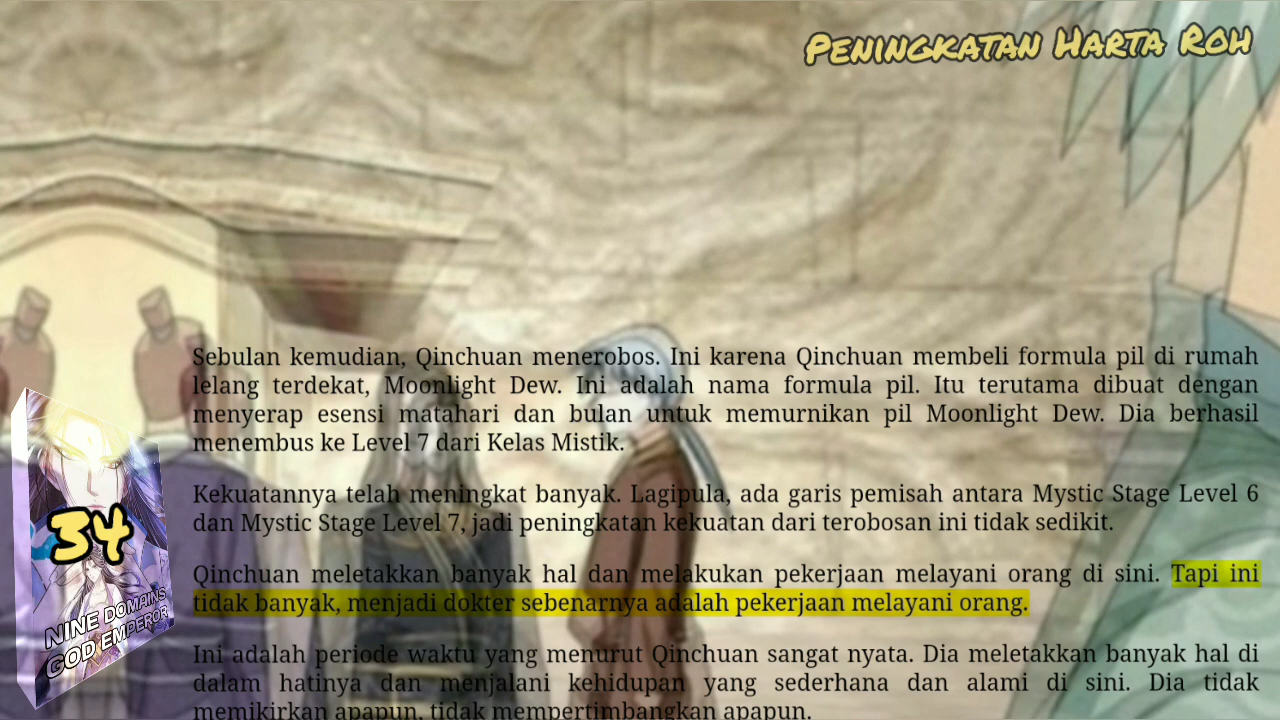 Peningkatan Harta Roh
Sebulan kemudian, Qinchuan menerobos. Ini karena Qinchuan membeli formula pil di rumah
lelang terdekat, Moonlight Dew. Ini adalah nama formula pil. Itu terutama dibuat dengan
menyerap esensi matahari dan bulan untuk memurnikan pil Moonlight Dew. Dia berhasil
menembus ke Level 7 dari Kelas Mistik.
Kekuatannya telah meningkat banyak. Lagipula, ada garis pemisah antara Mystic Stage Level 6
dan Mystic Stage Level 7, jadi peningkatan kekuatan dari terobosan ini tidak sedikit.
Qinchuan meletakkan banyak hal dan melakukan pekerjaan melayani orang di sini. Tapi ini
tidak banyak, menjadi dokter sebenarnya adalah pekerjaan melayani orang.
Ini adalah periode waktu yang menurut Qinchuan sangat nyata. Dia meletakkan banyak hal di
dalam hatinya dan menjalani kehidupan yang sederhana dan alami di sini. Dia tidak
memikirkan apapun, tidak mempertimbangkan apapun.
34
NINE DOMAINS
GOD EMPEROR